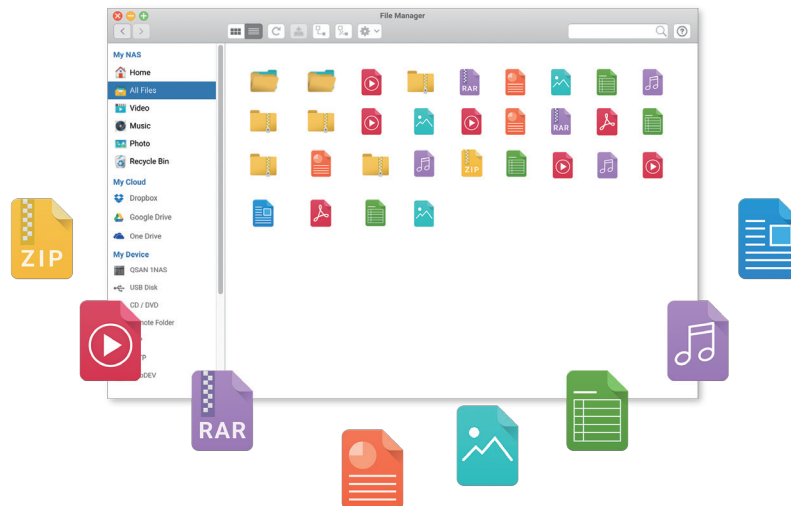 File Manager
My NAS
Home
All Files
Video
Music
Photo
Recycle Bin
My Cloud
Dropbox
Google Drive
One Drive
My Device
QSAN 1NAS
USB Disk
CD / DVD
Folder
RAR
RAR
ZIP
ZIP
RAR